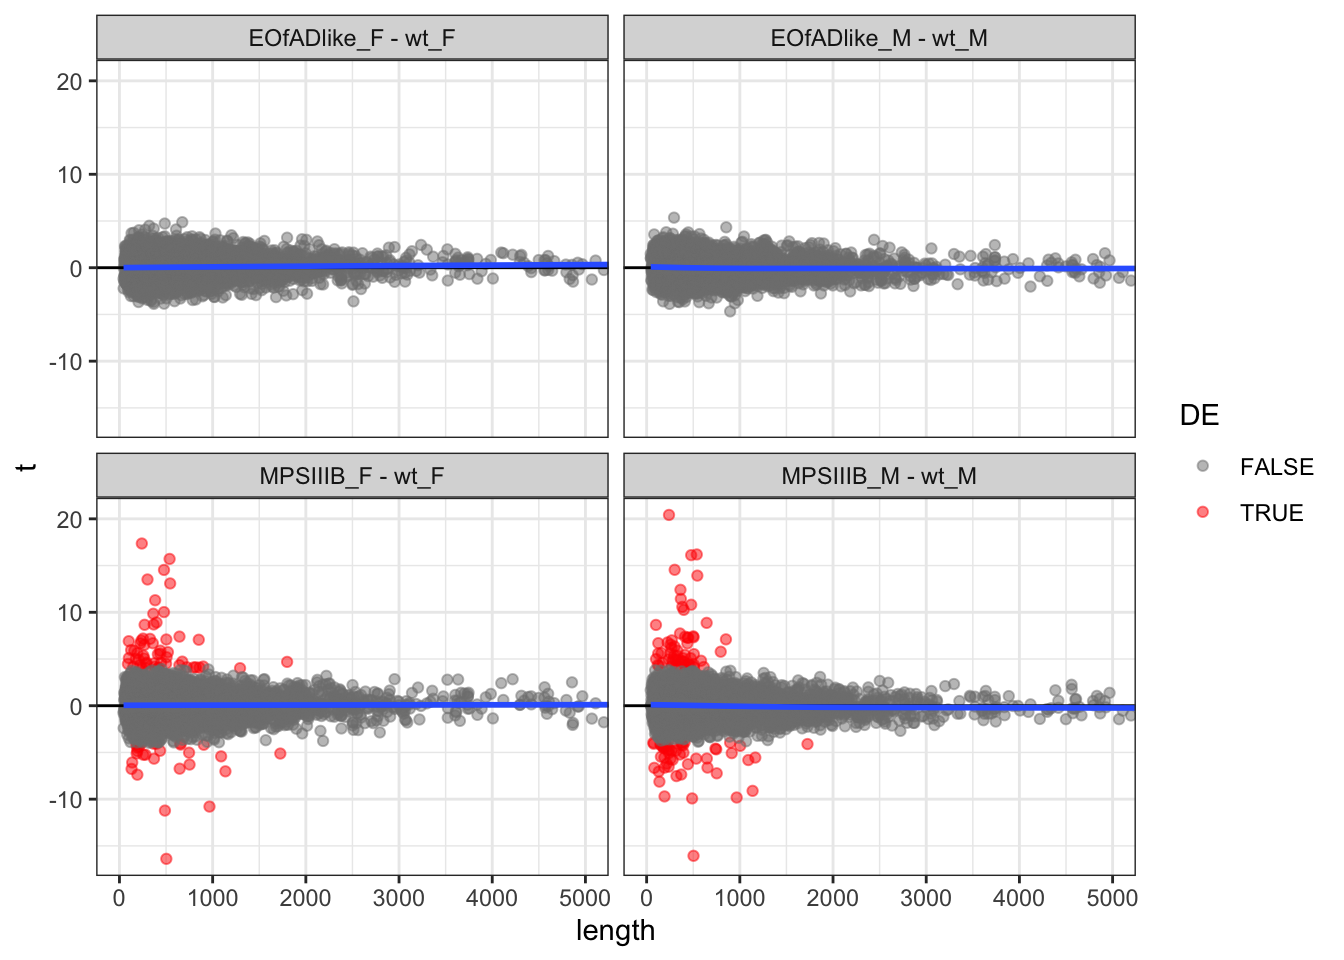 EOfADlike_F - wt_F
EOfADlike_M - wt_M
20
10
0
-10
MPSIIIB_F - wt_F
MPSIIIB_M - wt_M
20
10
0
-10
0 1000 2000 3000 4000 5000
0 1000 2000 3000 4000 5000
length
t
DE
FALSE
TRUE